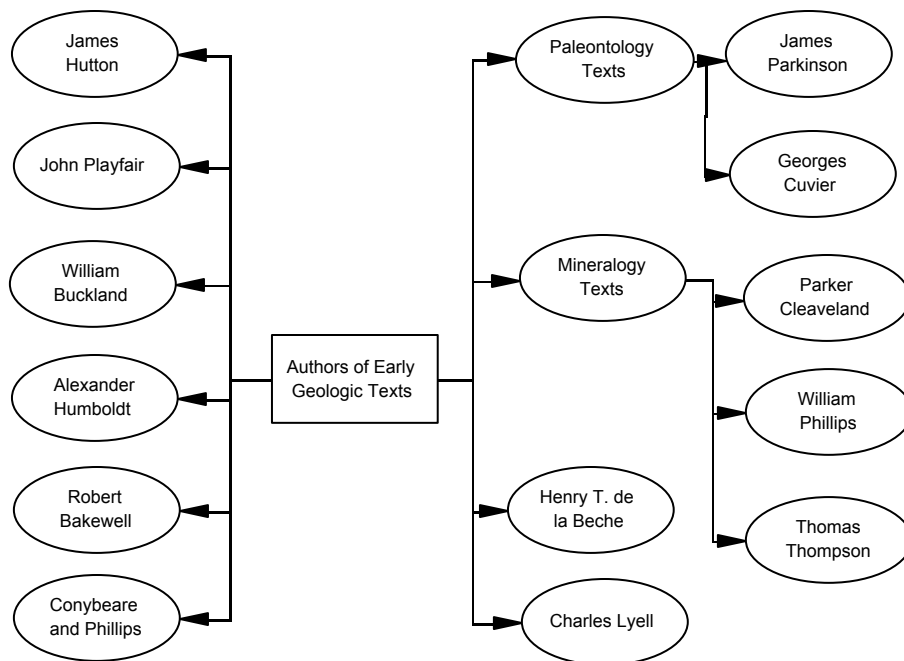 James
Hutton
John Playfair
William
Buckland
Alexander
Humboldt
Robert
Bakewell
Conybeare
and Phillips
Authors of Early
Geologic Texts
Paleontology
Texts
James
Parkinson
Georges
Cuvier
Mineralogy
Texts
Parker
Cleaveland
William
Phillips
Thomas
Thompson
Henry T. de
la Beche
Charles Lyell